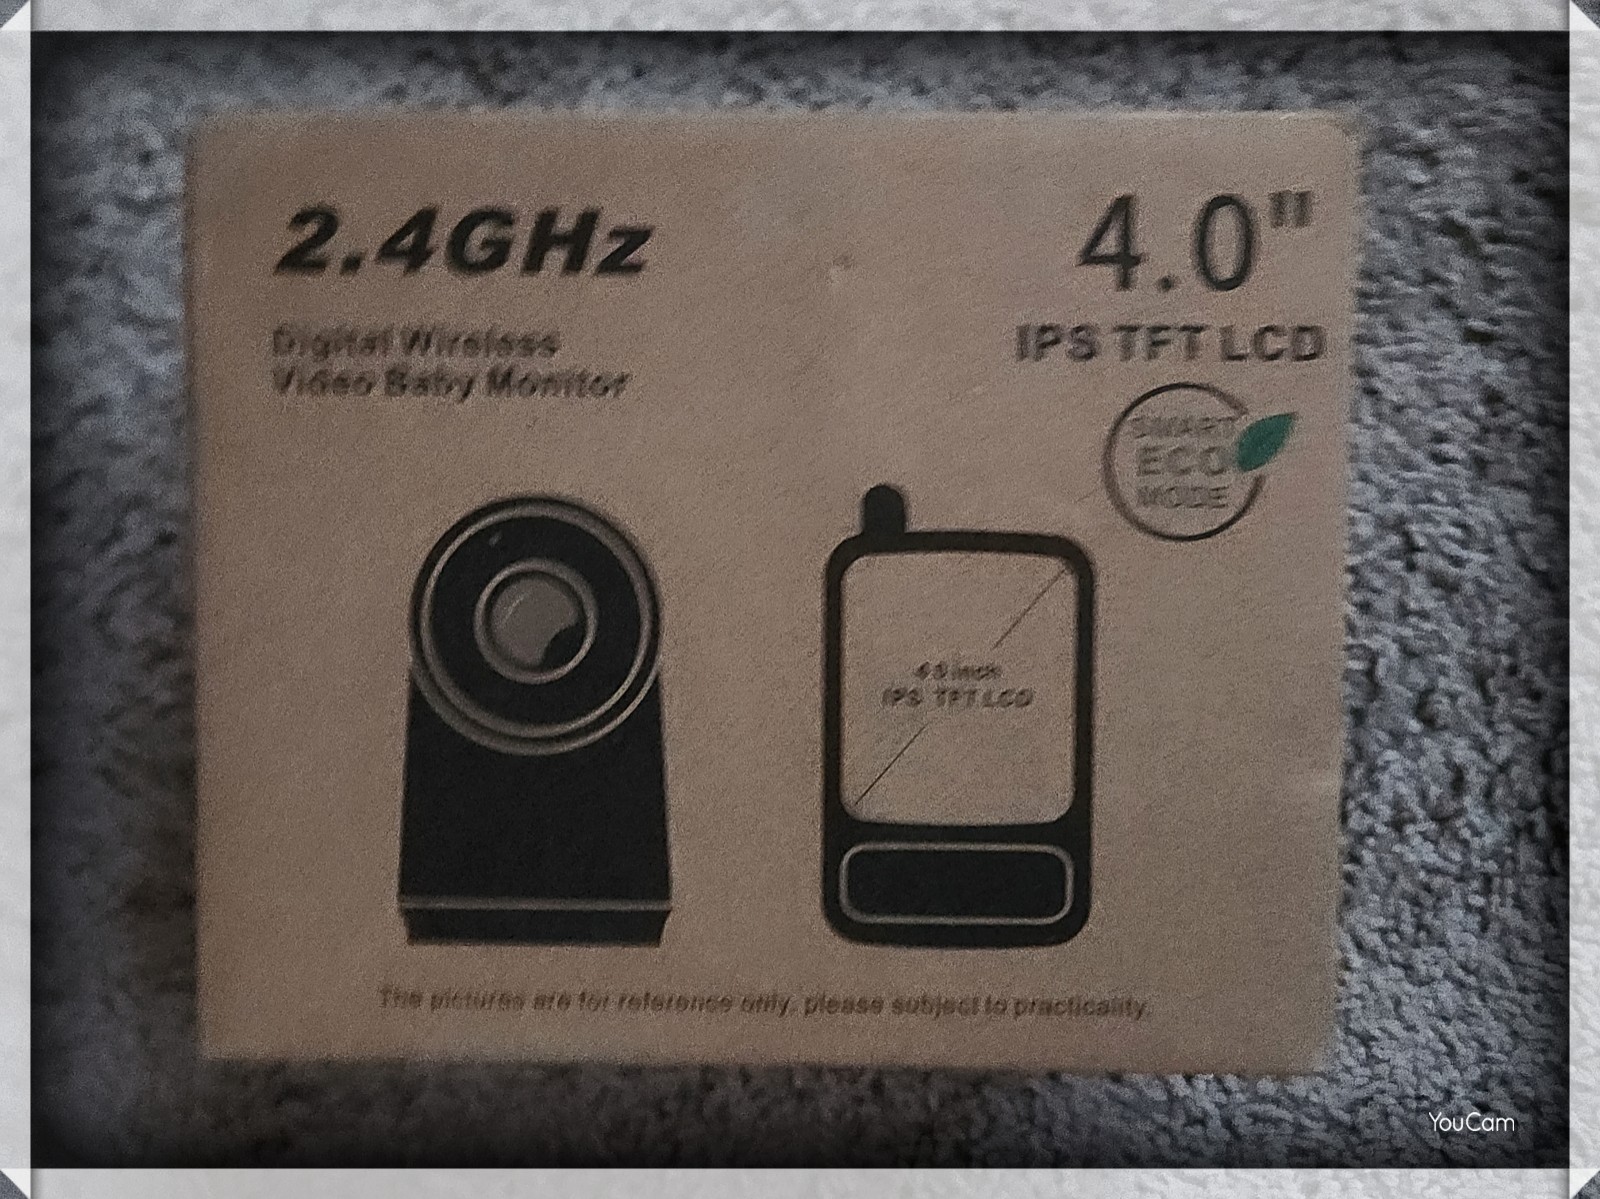 2.4GHz
Digital Wireless
Video Baby Monitor
4.0"
IPS TFT LCD
SMART
ECO
MODE
4.0 inch
IPS TFT LCD
The pictures are for reference only, please subject to practicality.
YouCam